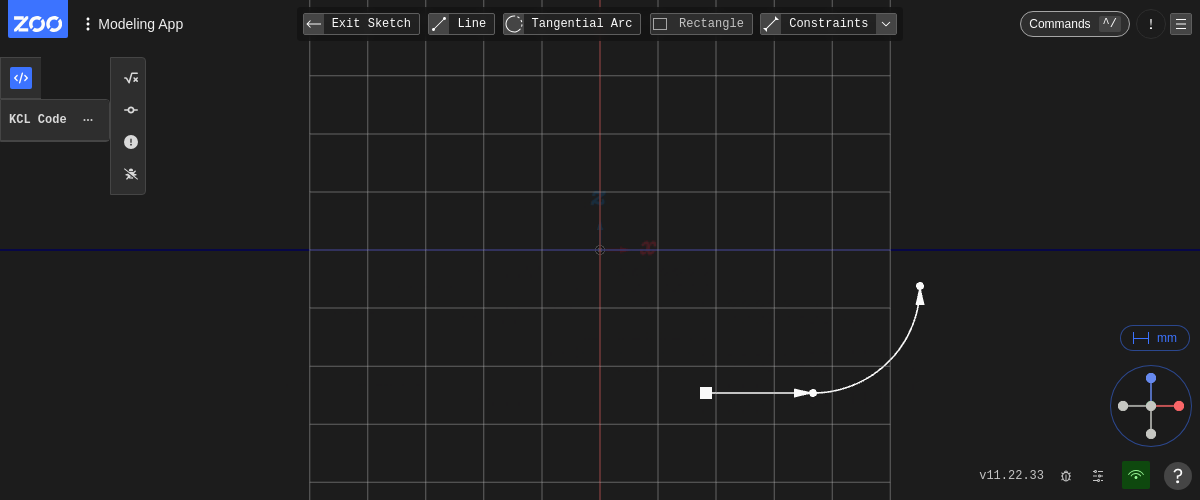 ZOO
Modeling App
Exit Sketch
Line
Tangential Arc
Rectangle
Constraints
Commands ^/
!
KCL Code ...
z
x
mm
v11.22.33
?